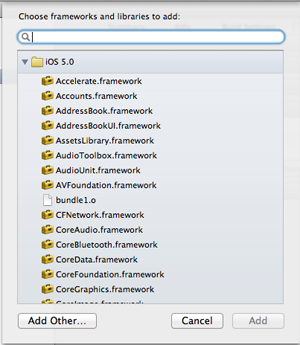 Choose frameworks and libraries to add:
iOS 5.0
Accelerate.framework
Accounts.framework
AddressBook.framework
AddressBookUI.framework
AssetsLibrary.framework
AudioToolbox.framework
AudioUnit.framework
AVFoundation.framework
bundle1.o
CFNetwork.framework
CoreAudio.framework
CoreBluetooth.framework
CoreData.framework
CoreFoundation.framework
CoreGraphics.framework
CoreImage.framework
Add Other...
Cancel
Add